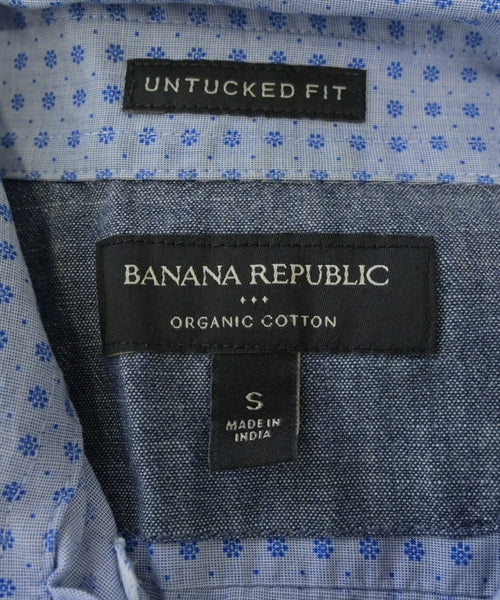 UNTUCKED FIT
BANANA REPUBLIC
ORGANIC COTTON
S
MADE IN
INDIA